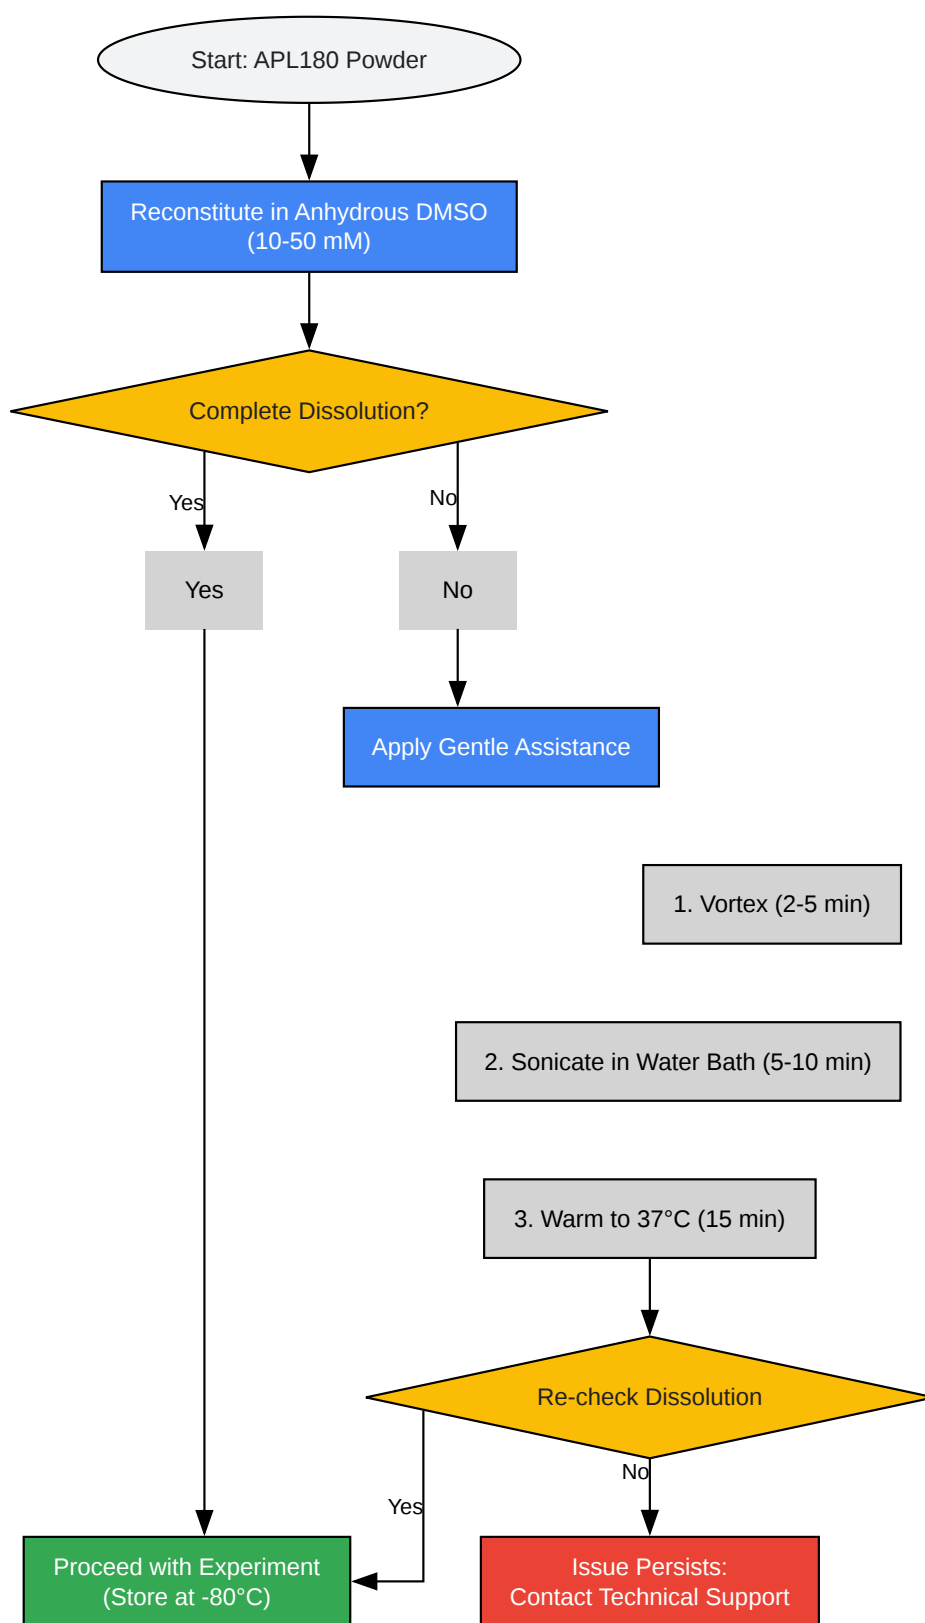 Start: APL180 Powder
Reconstitute in Anhydrous DMSO
(10-50 mM)
Complete Dissolution?
Yes
No
Yes
No
Apply Gentle Assistance
1. Vortex (2-5 min)
2. Sonicate in Water Bath (5-10 min)
3. Warm to 37°C (15 min)
Re-check Dissolution
No
Yes
Proceed with Experiment
(Store at -80°C)
Issue Persists:
Contact Technical Support